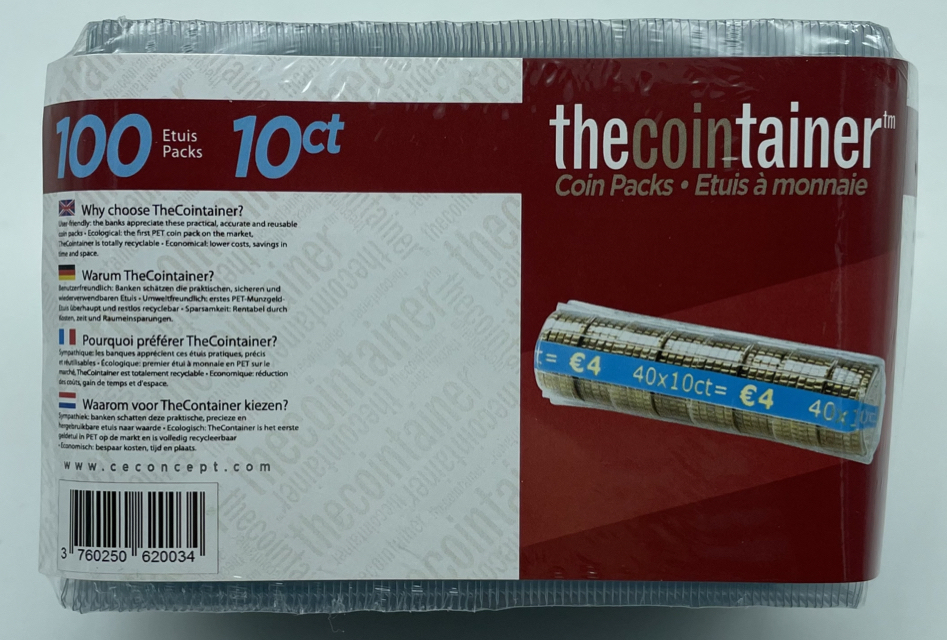 100 Etuis Packs 10ct
thecointainer™
Coin Packs • Etuis à monnaie
Why choose TheCointainer?
User-friendly: the banks appreciate these practical, accurate and reusable
coin packs • Ecological: the first PET coin pack on the market,
TheCointainer is totally recyclable • Economical: lower costs, savings in
time and space.
Warum TheCointainer?
Benutzerfreundlich: Banken schätzen die praktischen, sicheren und
wiederverwendbaren Etuis • Umweltfreundlich: erstes PET-Munzgeld-
Etuis überhaupt und restlos recyclebar • Sparsamkeit: Rentabel durch
Kosten, zeit und Raumeinsparungen.
Pourquoi préférer TheCointainer?
Sympathique: les banques apprécient ces étuis pratiques, précis
et réutilisables • Écologique: premier étui à monnaie en PET sur le
marché, TheCointainer est totalement recyclable • Economique: réduction
des coûts, gain de temps et d'espace.
Waarom voor TheContainer kiezen?
Sympathiek: banken schatten deze praktische, precieze en
hergebruikbare etuis naar waarde • Ecologisch: TheContainer is het eerste
geldetui in PET op de markt en is volledig recycleerbaar
• Economisch: bespaar kosten, tijd en plaats.
www.ceconcept.com
3 760250 620034
t= €4 40x10ct= €4 40x10ct